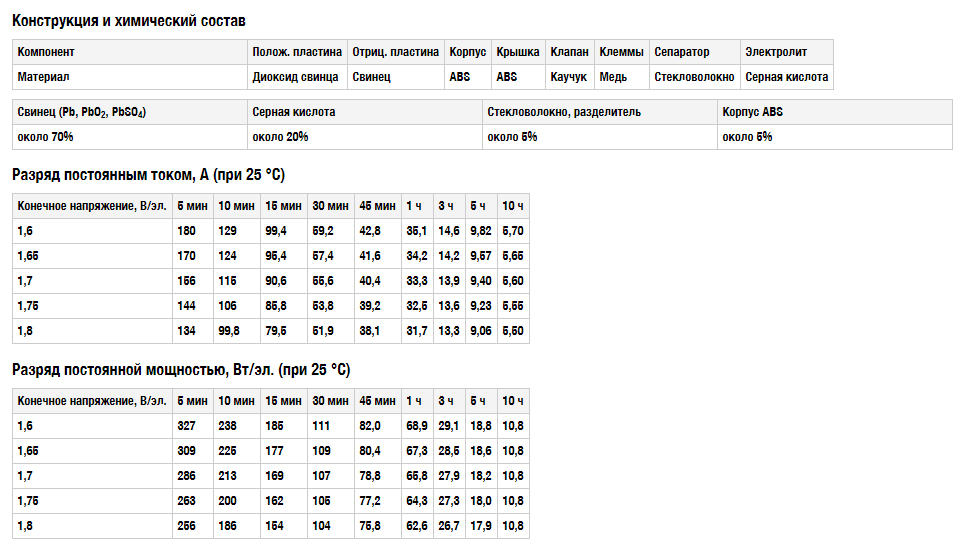 Конструкция и химический состав
Компонент Полож. пластина Отриц. пластина Корпус Крышка Клапан Клеммы Сепаратор Электролит
Материал Диоксид свинца Свинец ABS ABS Каучук Медь Стекловолокно Серная кислота
Свинец (Pb, PbO₂, PbSO₄) Серная кислота Стекловолокно, разделитель Корпус ABS
около 70% около 20% около 5% около 5%
Разряд постоянным током, А (при 25 °C)
Конечное напряжение, В/эл. 5 мин 10 мин 15 мин 30 мин 45 мин 1 ч 3 ч 5 ч 10 ч
1,6 180 129 99,4 59,2 42,8 35,1 14,6 9,82 5,70
1,65 170 124 95,4 57,4 41,6 34,2 14,2 9,57 5,65
1,7 156 115 90,6 55,6 40,4 33,3 13,9 9,40 5,60
1,75 144 106 85,8 53,8 39,2 32,5 13,6 9,23 5,55
1,8 134 99,8 79,5 51,9 38,1 31,7 13,3 9,06 5,50
Разряд постоянной мощностью, Вт/эл. (при 25 °C)
Конечное напряжение, В/эл. 5 мин 10 мин 15 мин 30 мин 45 мин 1 ч 3 ч 5 ч 10 ч
1,6 327 238 185 111 82,0 68,9 29,1 18,8 10,8
1,65 309 225 177 109 80,4 67,3 28,5 18,6 10,8
1,7 286 213 169 107 78,8 65,8 27,9 18,2 10,8
1,75 263 200 162 105 77,2 64,3 27,3 18,0 10,8
1,8 256 186 154 104 75,8 62,6 26,7 17,9 10,8